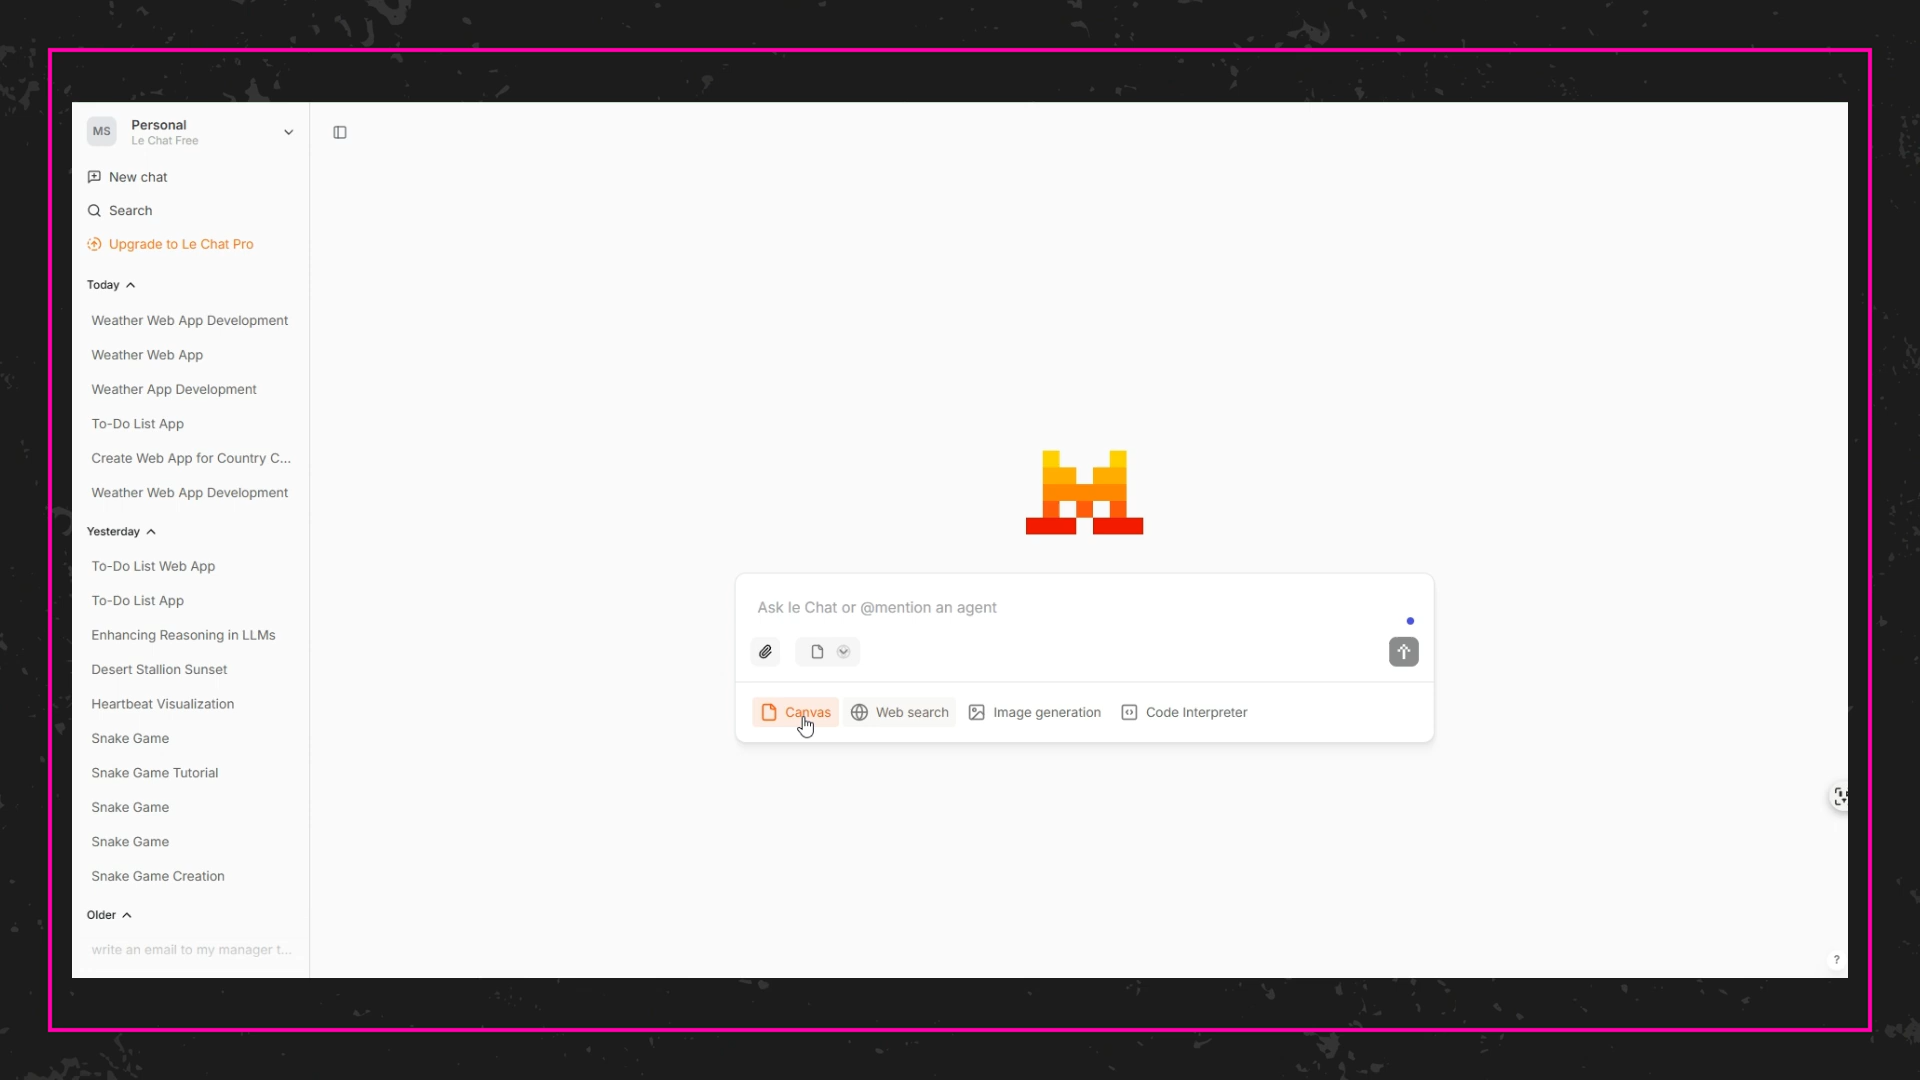 MS
Personal
Le Chat Free
New chat
Search
Upgrade to Le Chat Pro
Today
Weather Web App Development
Weather Web App
Weather App Development
To-Do List App
Create Web App for Country C...
Weather Web App Development
Yesterday
To-Do List Web App
To-Do List App
Enhancing Reasoning in LLMs
Desert Stallion Sunset
Heartbeat Visualization
Snake Game
Snake Game Tutorial
Snake Game
Snake Game
Snake Game Creation
Older
write an email to my manager t...
Ask le Chat or @mention an agent
Canvas
Web search
Image generation
Code Interpreter
?